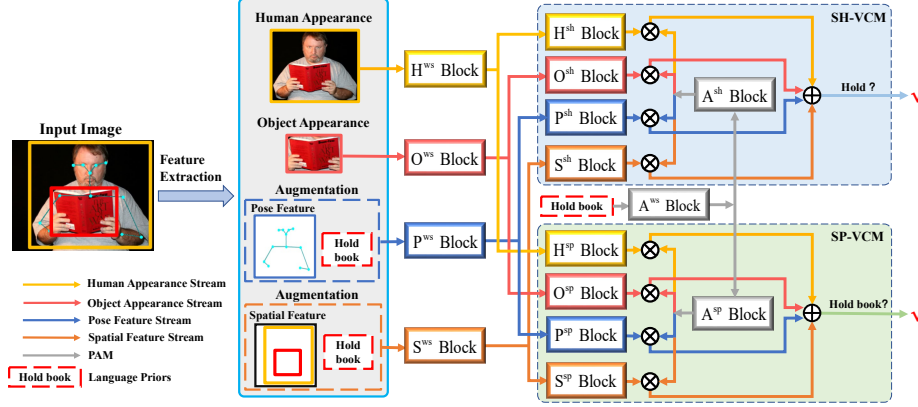 Input Image
Feature
Extraction
Human Appearance Stream
Object Appearance Stream
Pose Feature Stream
Spatial Feature Stream
PAM
Hold book
Language Priors
Human Appearance
Object Appearance
Augmentation
Pose Feature
Hold
book
Augmentation
Spatial Feature
Hold
book
H^ws Block
O^ws Block
P^ws Block
S^ws Block
SH-VCM
H^sh Block
O^sh Block
P^sh Block
S^sh Block
A^sh Block
Hold ?
Hold book
A^ws Block
SP-VCM
H^sp Block
O^sp Block
P^sp Block
S^sp Block
A^sp Block
Hold book?